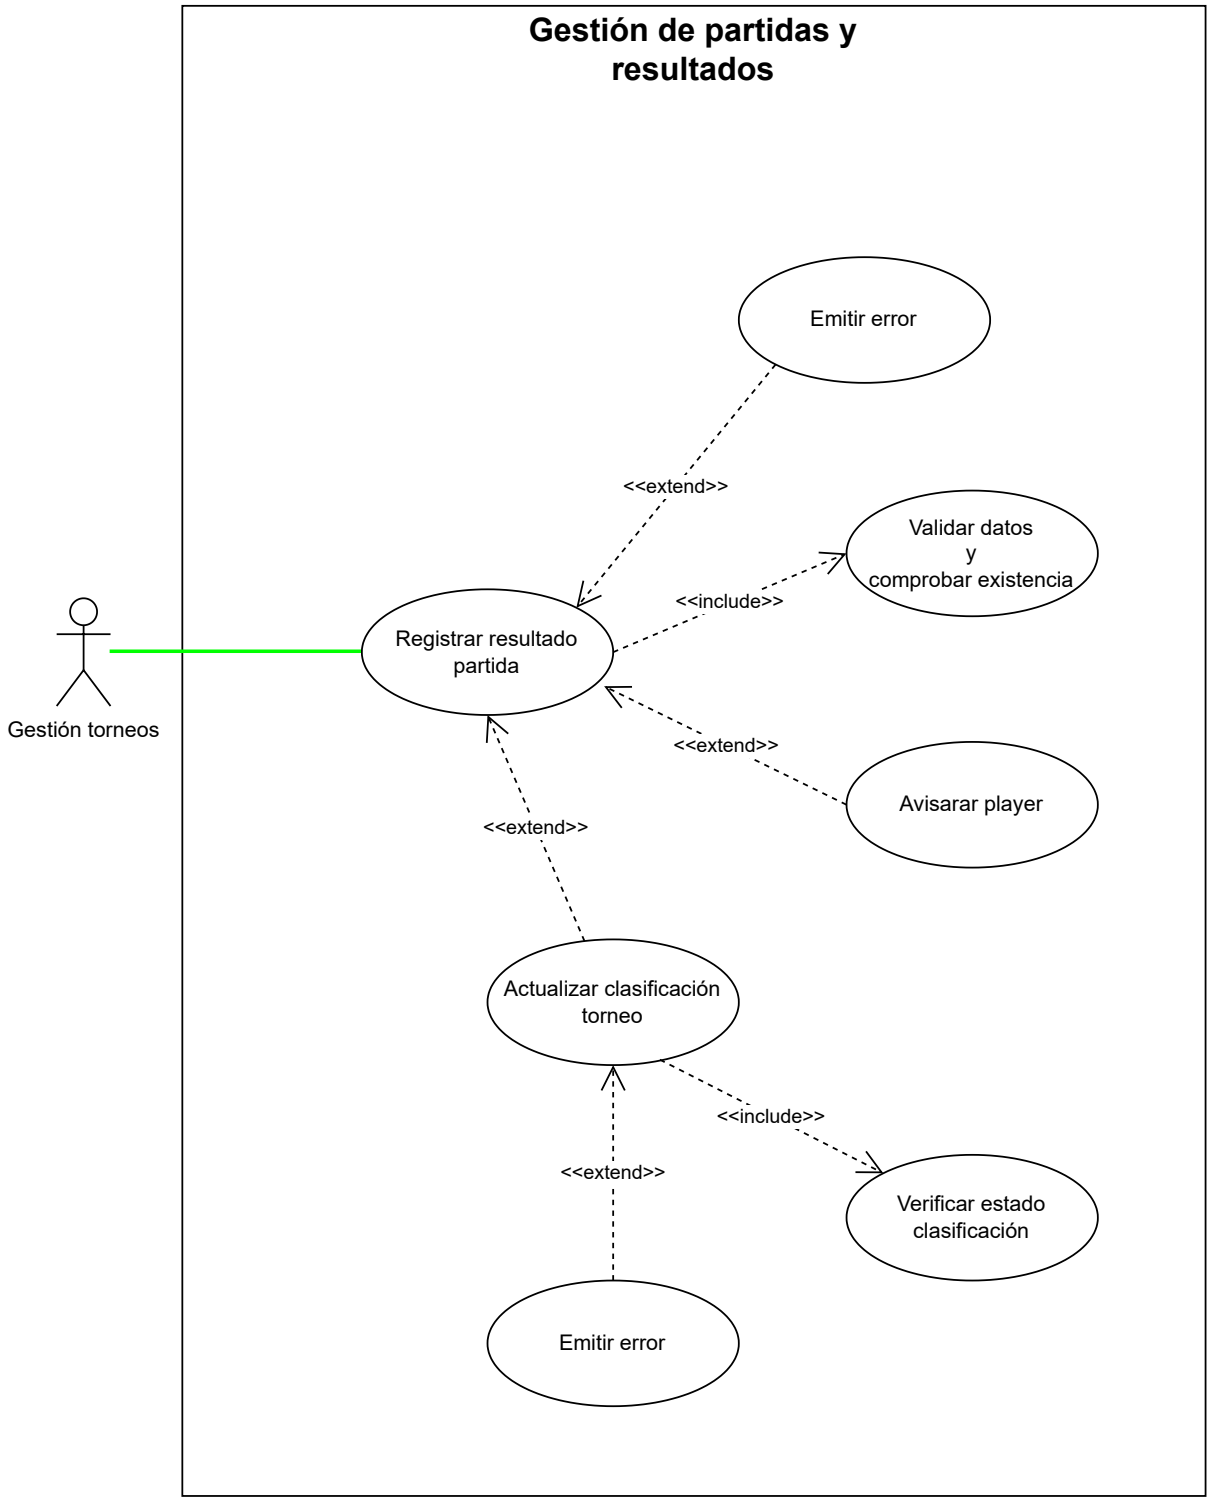 Gestión de partidas y
resultados
Emitir error
<<extend>>
Validar datos
y
comprobar existencia
<<include>>
Registrar resultado
partida
Gestión torneos
<<extend>>
Avisarar player
<<extend>>
Actualizar clasificación
torneo
<<include>>
<<extend>>
Verificar estado
clasificación
Emitir error